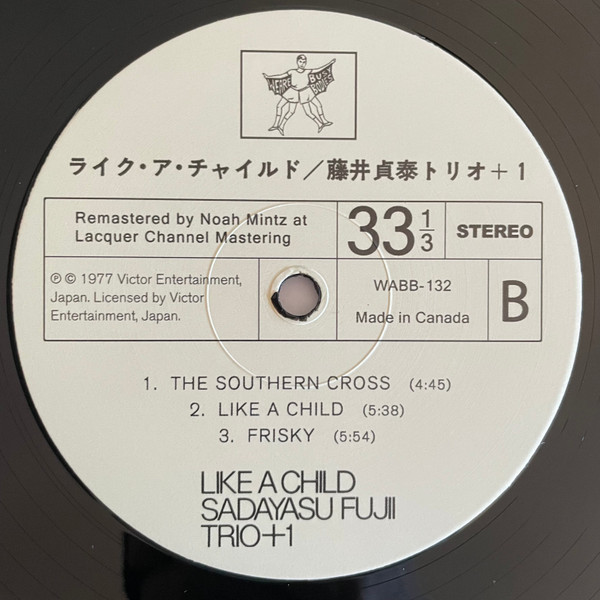 WE ARE BUSY BODIES
ライク・ア・チャイルド／藤井貞泰トリオ＋1
Remastered by Noah Mintz at
Lacquer Channel Mastering
33 1/3
STEREO
℗ © 1977 Victor Entertainment,
Japan. Licensed by Victor
Entertainment, Japan.
WABB-132
Made in Canada
B
1. THE SOUTHERN CROSS (4:45)
2. LIKE A CHILD (5:38)
3. FRISKY (5:54)
LIKE A CHILD
SADAYASU FUJII
TRIO+1